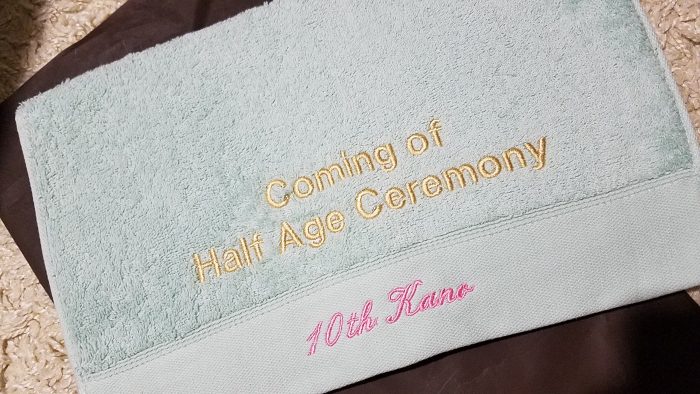 Coming of
Half Age Ceremony
10th Kano